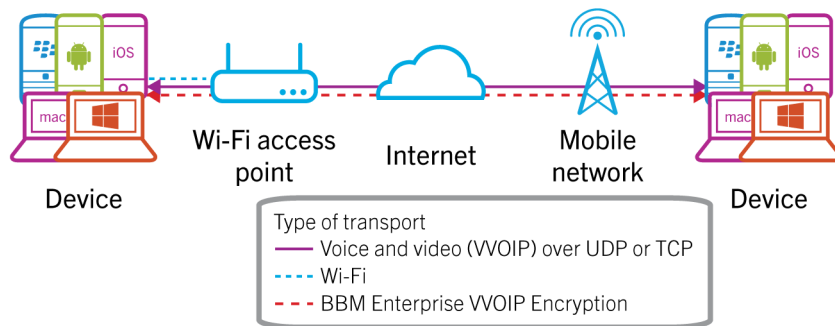 iOS
mac
Device
Wi-Fi access
point
Internet
Mobile
network
iOS
mac
Device
Type of transport
Voice and video (VVOIP) over UDP or TCP
Wi-Fi
BBM Enterprise VVOIP Encryption